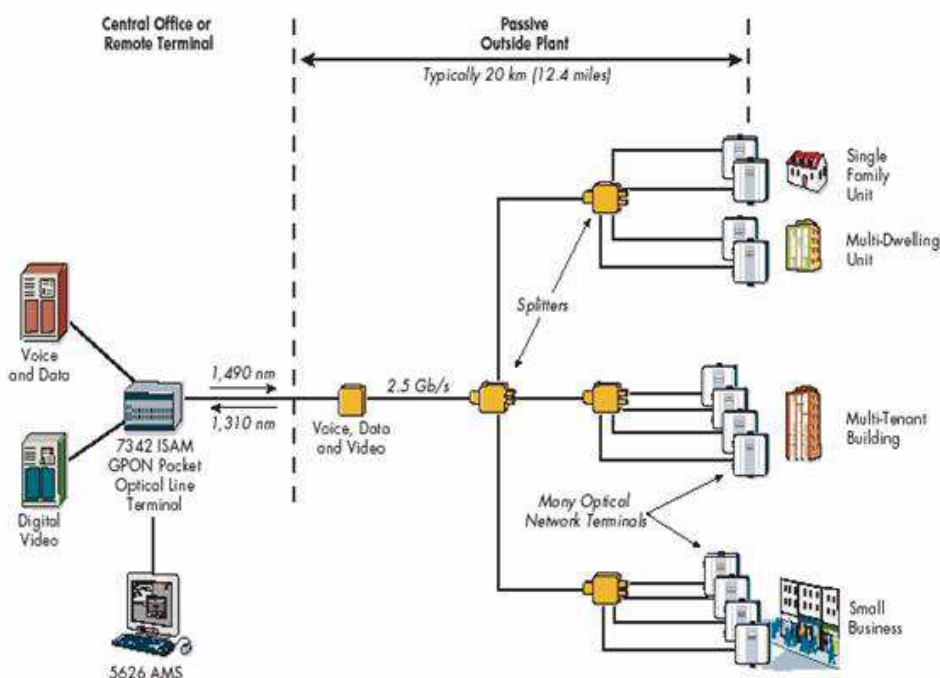 Central Office or
Remote Terminal
Passive
Outside Plant
Typically 20 km (12.4 miles)
Single
Family
Unit
Multi-Dwelling
Unit
Splitters
Voice
and Data
1,490 nm
1,310 nm
2.5 Gb/s
Voice, Data
and Video
7342 ISAM
GPON Pocket
Optical Line
Terminal
Multi-Tenant
Building
Digital
Video
Many Optical
Network Terminals
Small
Business
5626 AMS